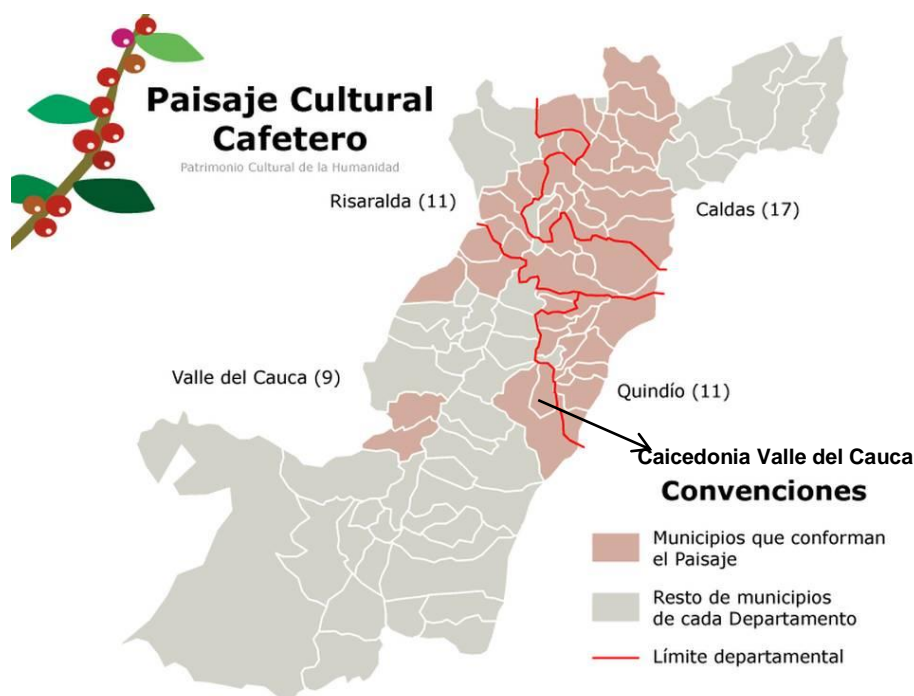 Paisaje Cultural
Cafetero
Patrimonio Cultural de la Humanidad
Risaralda (11)
Caldas (17)
Valle del Cauca (9)
Quindío (11)
Caicedonia Valle del Cauca
Convenciones
Municipios que conforman
el Paisaje
Resto de municipios
de cada Departamento
Límite departamental